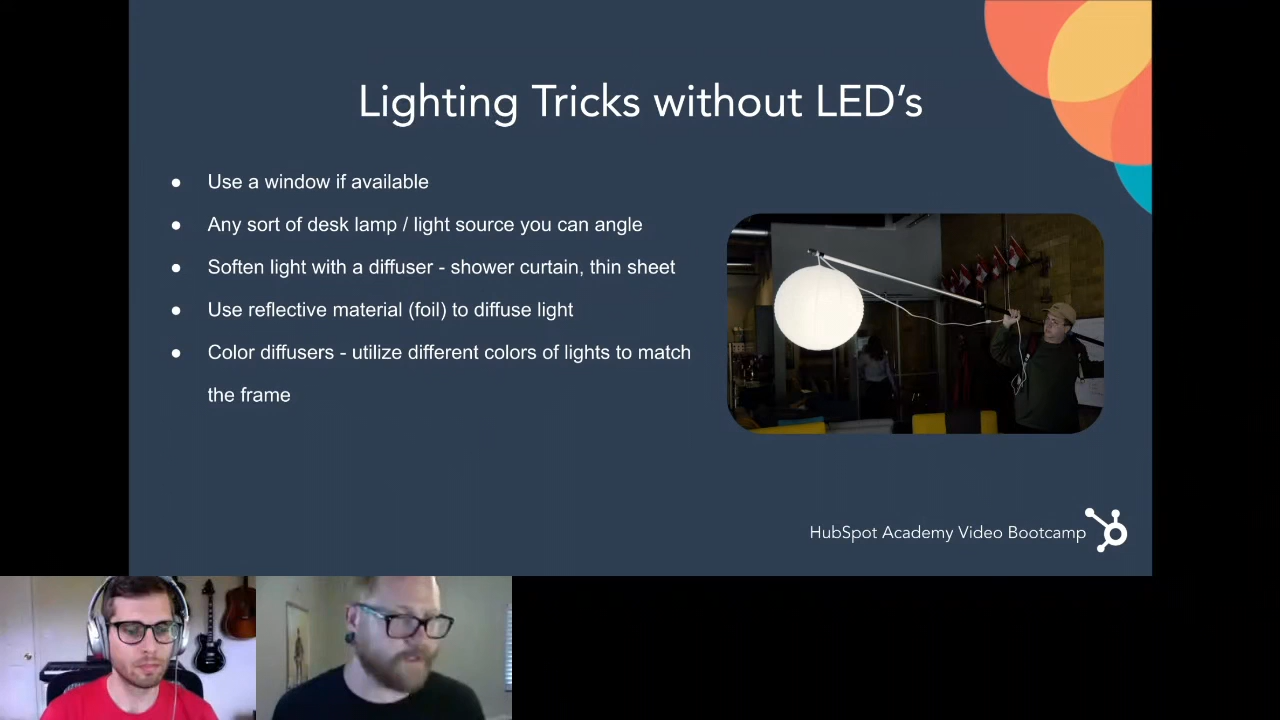 Lighting Tricks without LED's
● Use a window if available
● Any sort of desk lamp / light source you can angle
● Soften light with a diffuser - shower curtain, thin sheet
● Use reflective material (foil) to diffuse light
● Color diffusers - utilize different colors of lights to match
the frame
HubSpot Academy Video Bootcamp